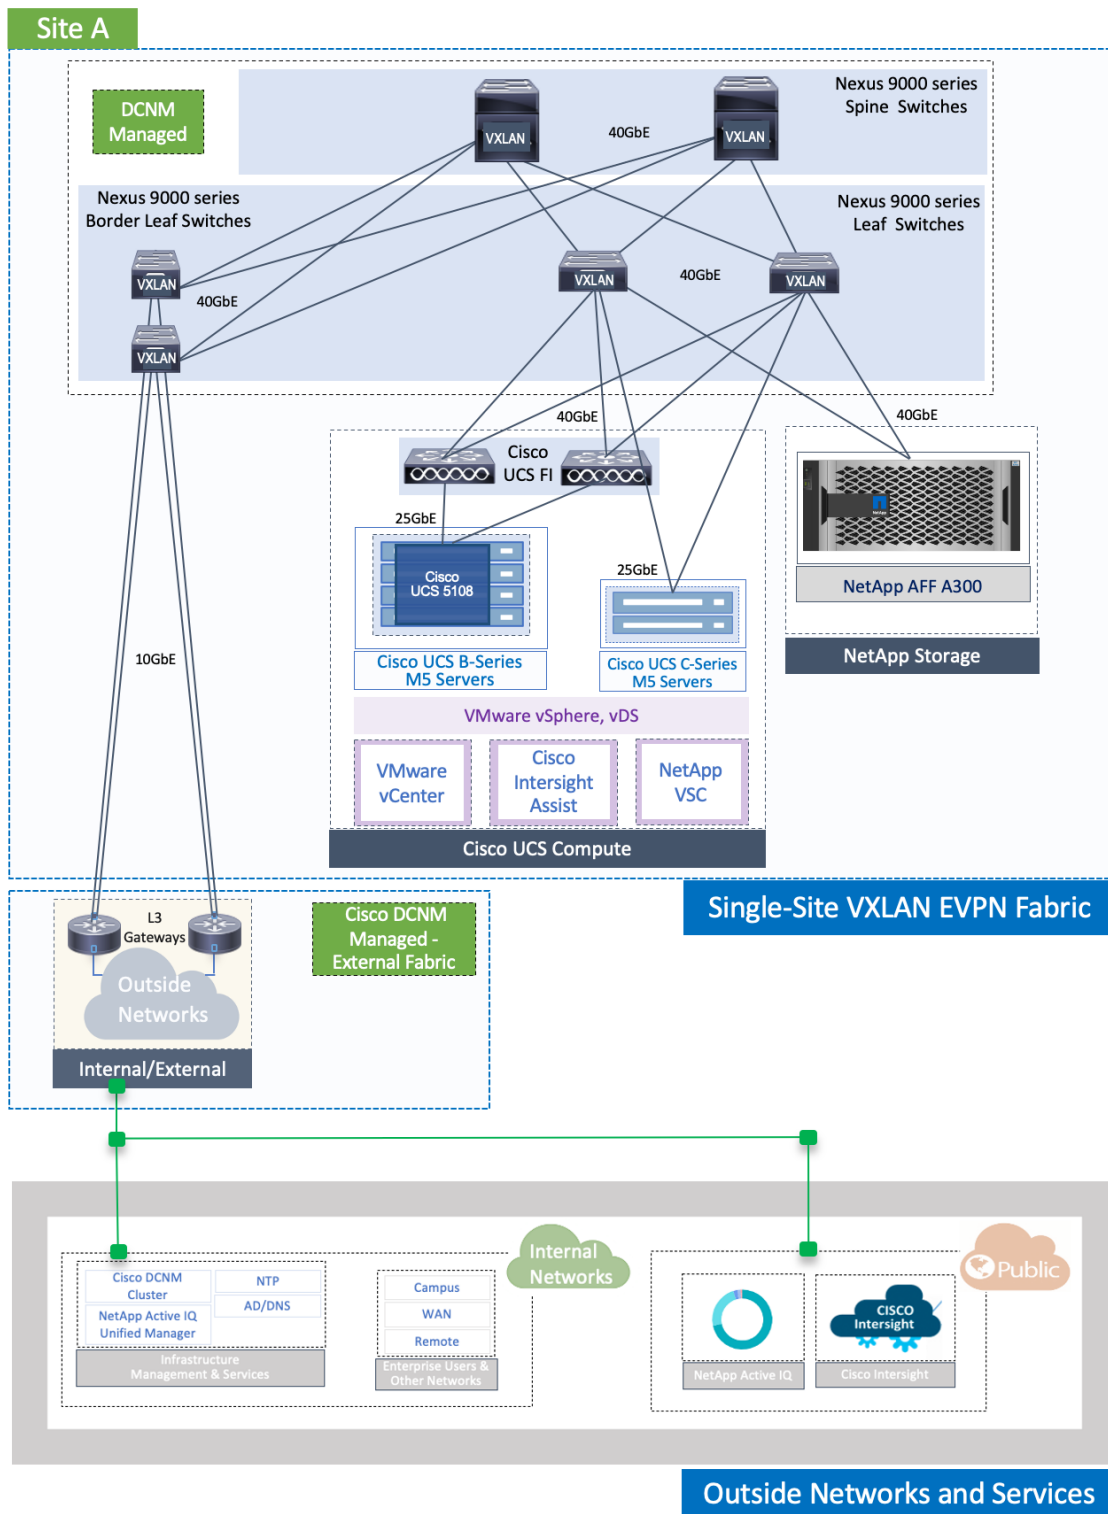 Site A
DCNM
Managed
Nexus 9000 series
Spine Switches
VXLAN
VXLAN
40GbE
Nexus 9000 series
Border Leaf Switches
Nexus 9000 series
Leaf Switches
VXLAN
40GbE
VXLAN
VXLAN
40GbE
VXLAN
40GbE
40GbE
Cisco
UCS FI
25GbE
Cisco
UCS 5108
25GbE
NetApp
NetApp AFF A300
NetApp Storage
Cisco UCS B-Series
M5 Servers
Cisco UCS C-Series
M5 Servers
10GbE
VMware vSphere, vDS
VMware
vCenter
Cisco
Intersight
Assist
NetApp
VSC
Cisco UCS Compute
Single-Site VXLAN EVPN Fabric
L3
Gateways
Cisco DCNM
Managed -
External Fabric
Outside
Networks
Internal/External
Internal
Networks
Public
Cisco DCNM
Cluster
NTP
NetApp Active IQ
Unified Manager
AD/DNS
Infrastructure
Management & Services
Campus
WAN
Remote
Enterprise Users &
Other Networks
CISCO
Intersight
NetApp Active IQ
Cisco Intersight
Outside Networks and Services